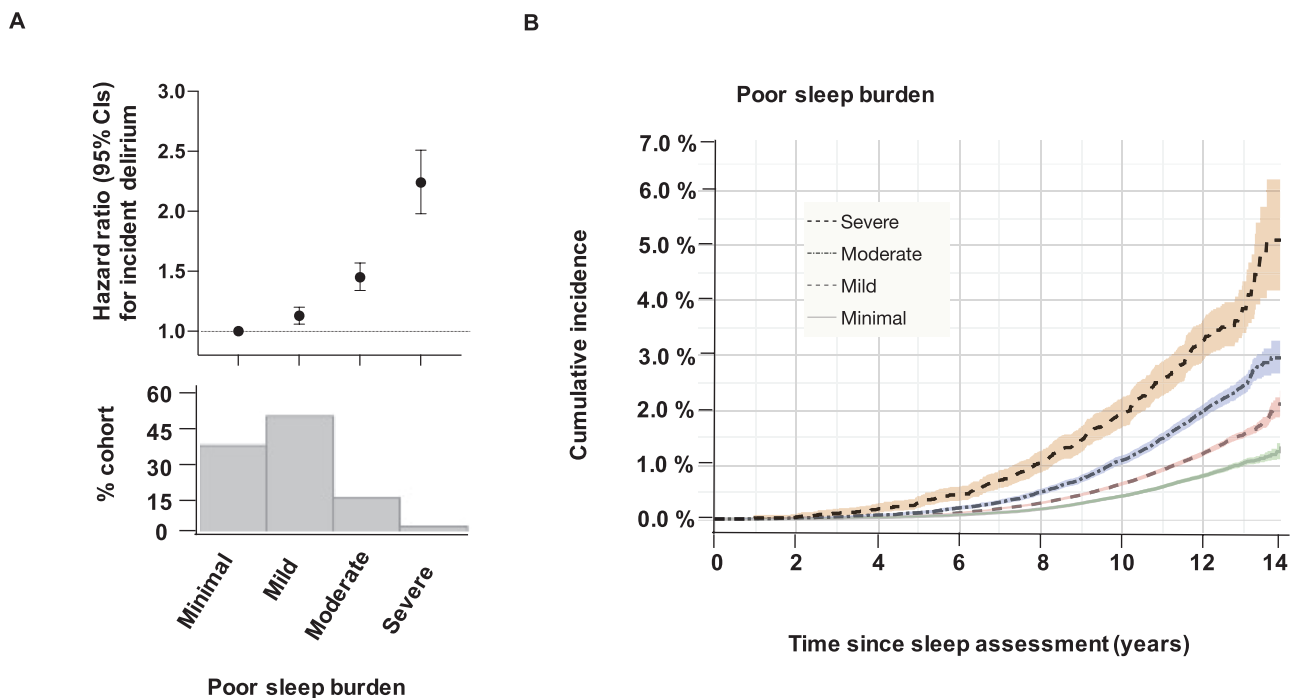 A
Hazard ratio (95% CIs)
for incident delirium
3.0
2.5
2.0
1.5
1.0
% cohort
60
45
30
15
0
Minimal
Mild
Moderate
Severe
Poor sleep burden
B
Poor sleep burden
Cumulative incidence
7.0 %
6.0 %
5.0 %
4.0 %
3.0 %
2.0 %
1.0 %
0.0 %
Severe
Moderate
Mild
Minimal
0 2 4 6 8 10 12 14
Time since sleep assessment (years)